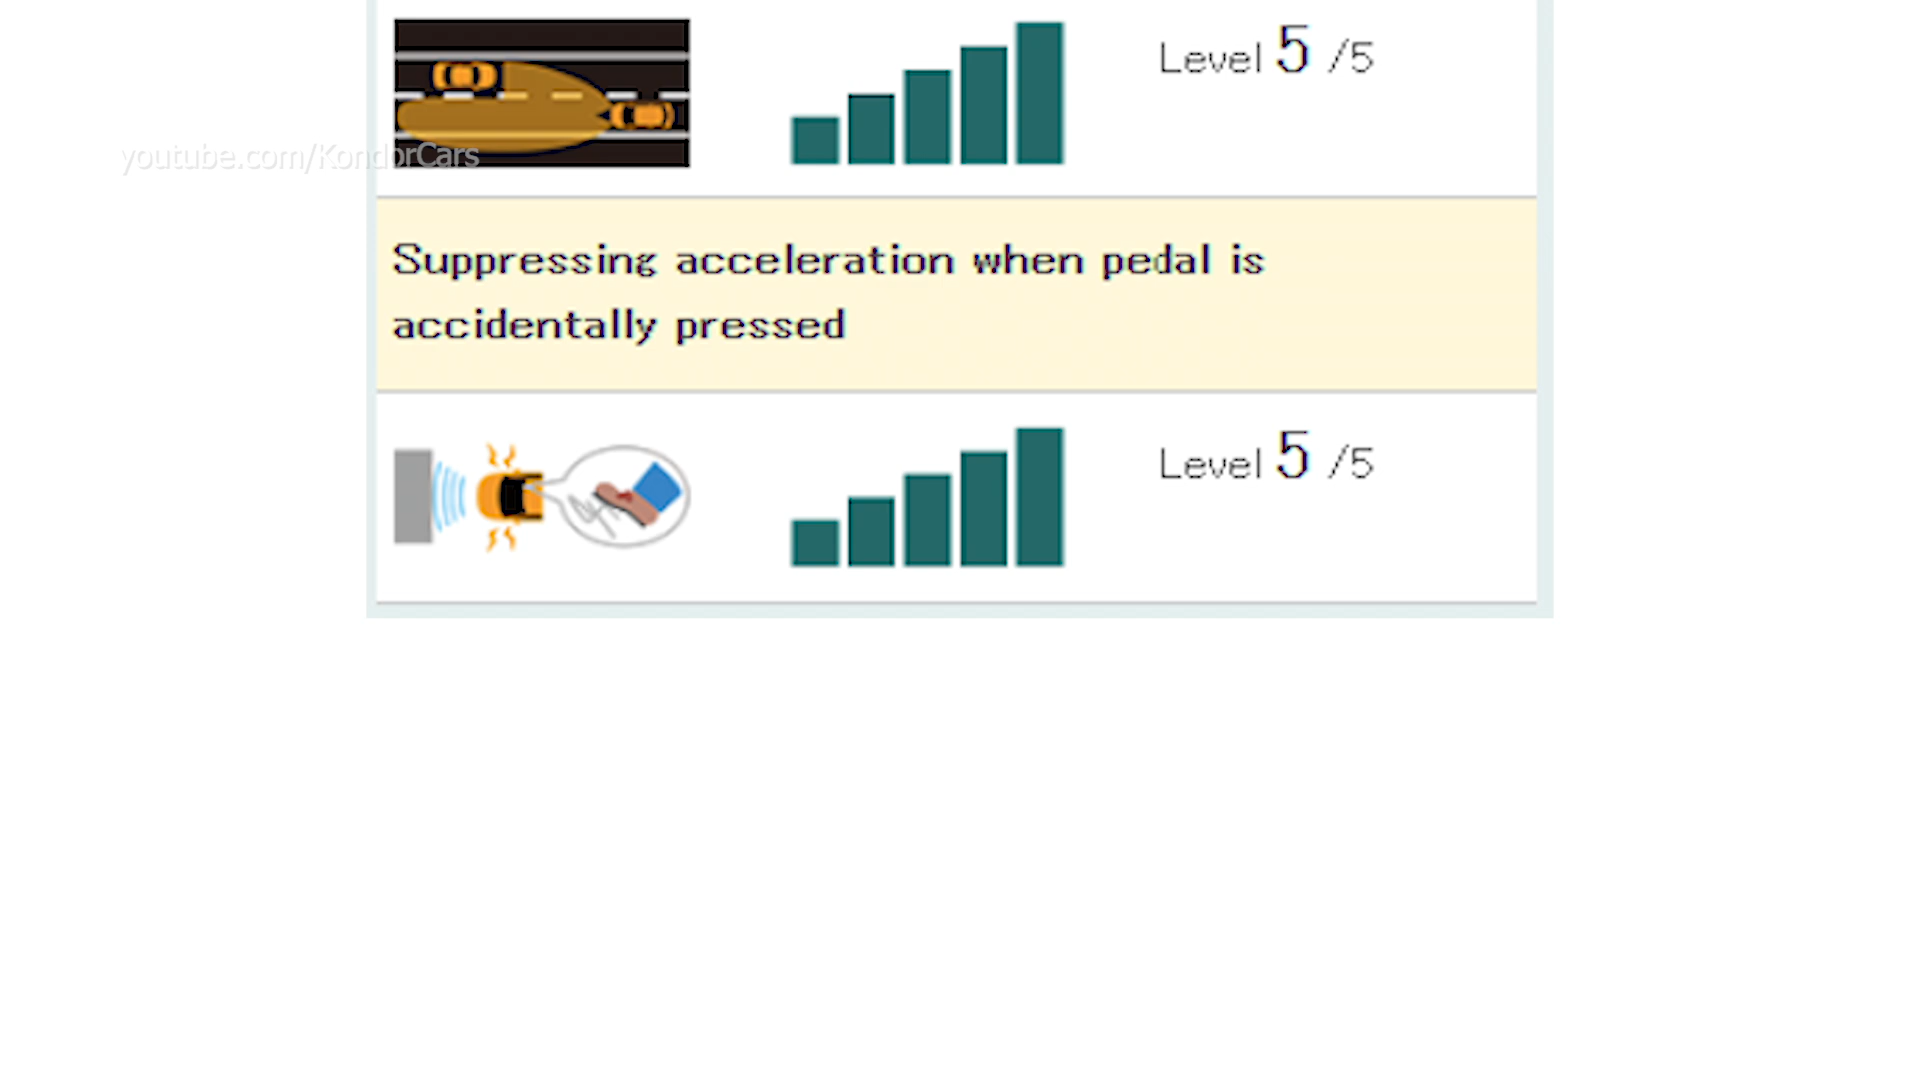 Level 5 /5
youtube.com/KondorCars
Suppressing acceleration when pedal is
accidentally pressed
Level 5 /5